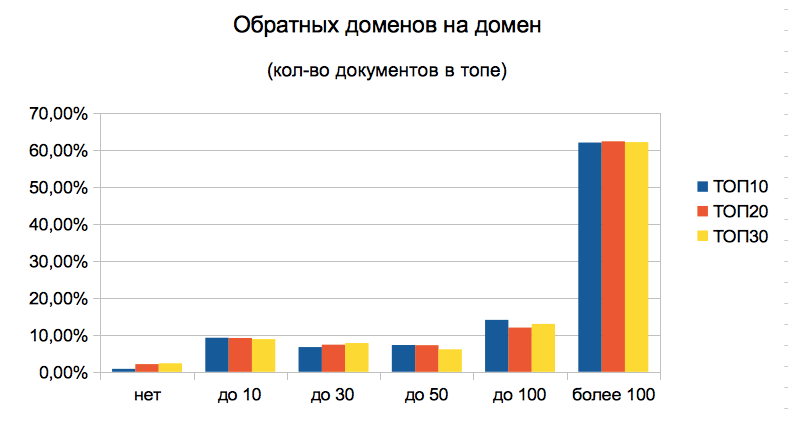 Обратных доменов на домен
(кол-во документов в топе)
70,00%
60,00%
50,00%
40,00%
30,00%
20,00%
10,00%
0,00%
нет
до 10
до 30
до 50
до 100
более 100
ТОП10
ТОП20
ТОП30